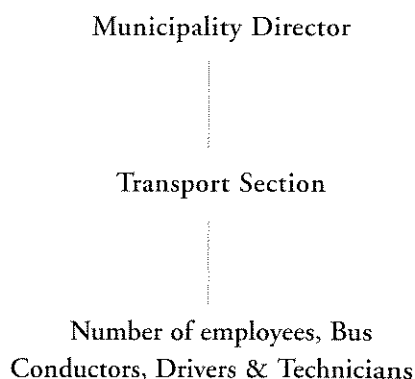 Municipality Director
Transport Section
Number of employees, Bus
Conductors, Drivers & Technicians